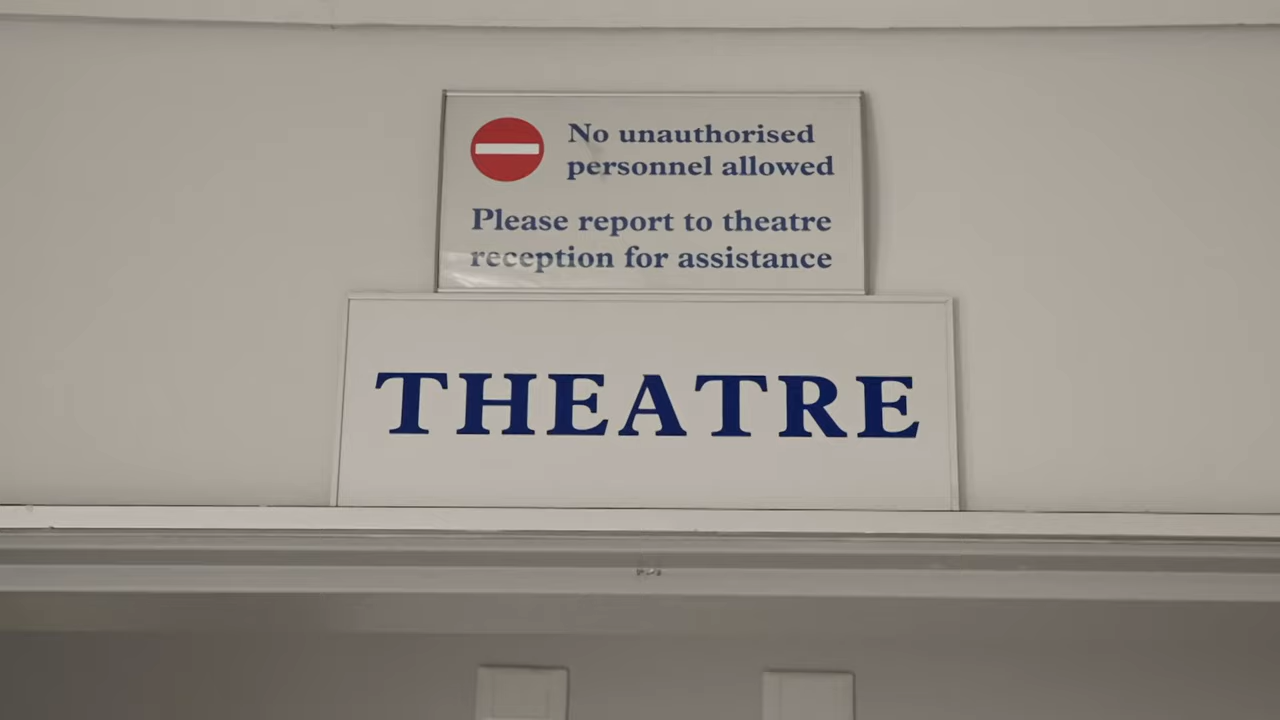 No unauthorised
personnel allowed
Please report to theatre
reception for assistance
THEATRE